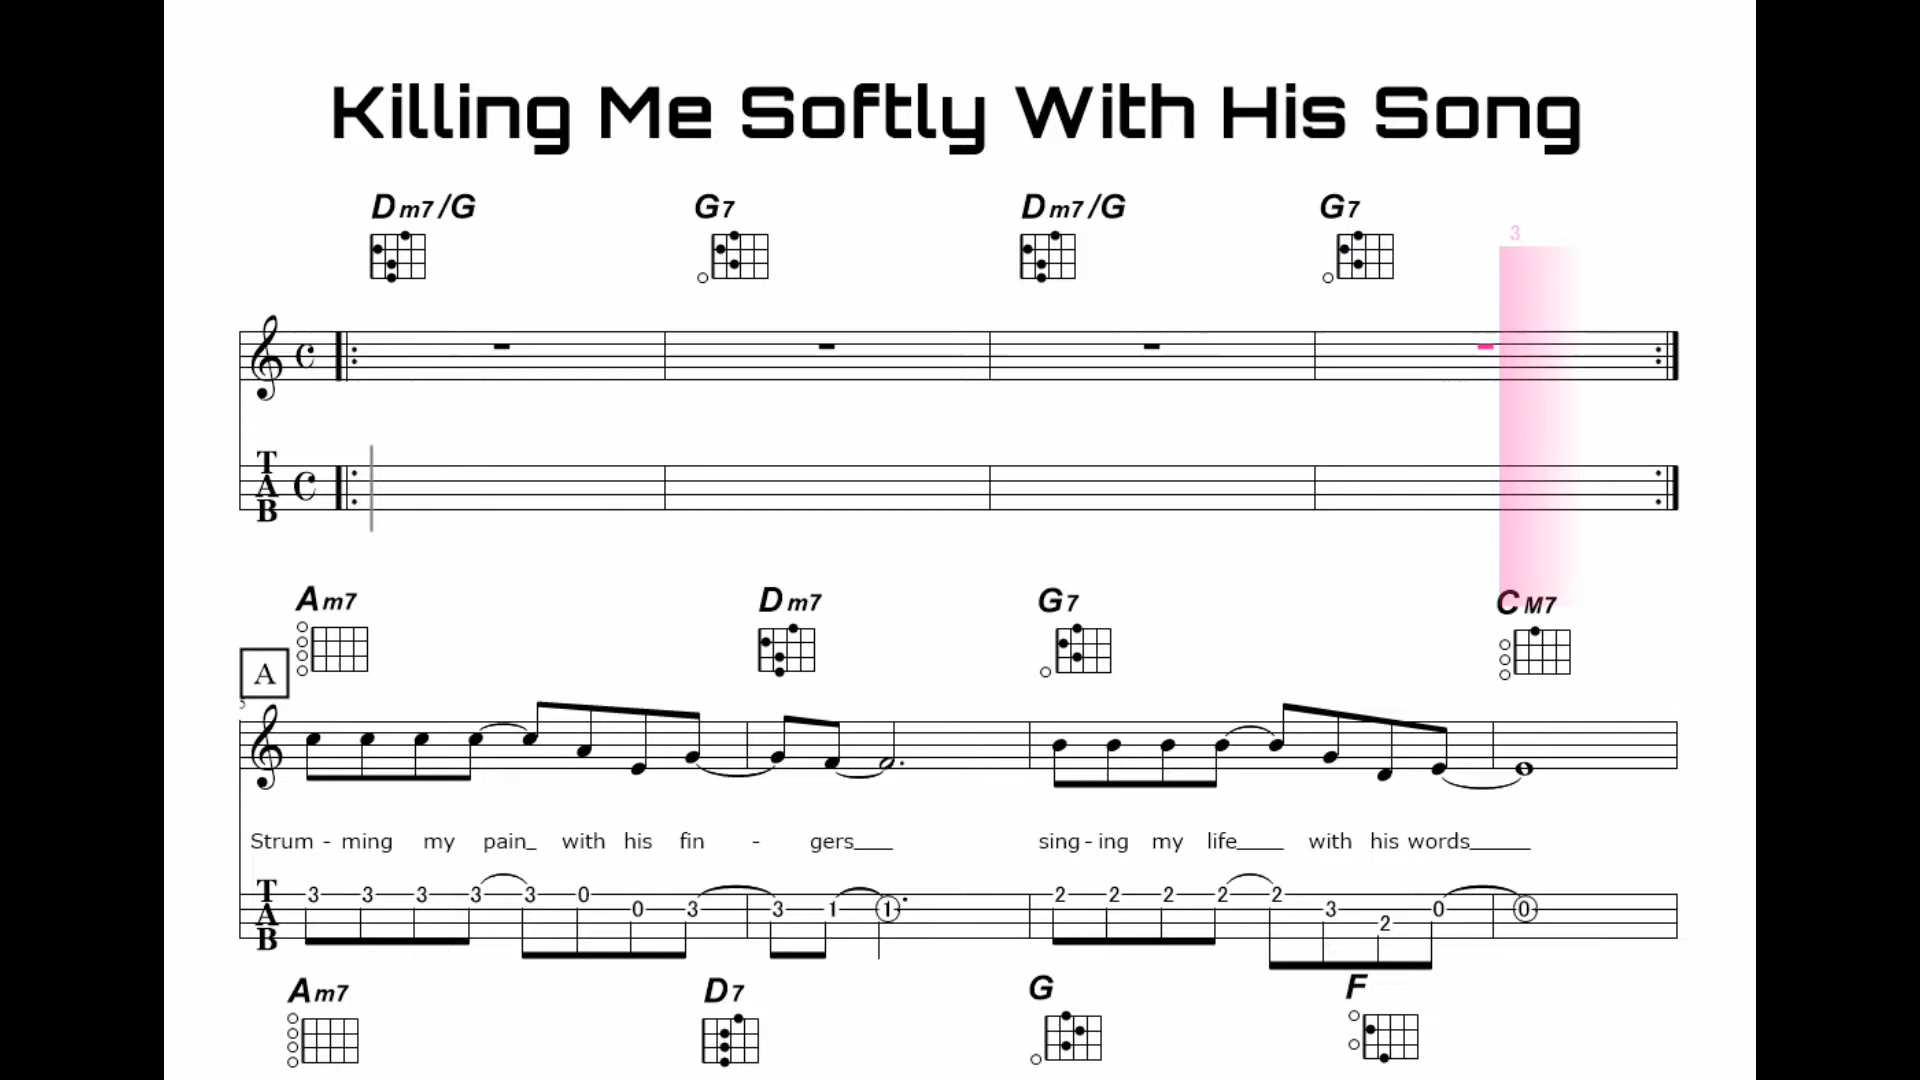 Killing Me Softly With His Song
Dm7/G G7 Dm7/G G7
3
T
A
B
Am7 Dm7 G7 CM7
A
5
Strum - ming my pain_ with his fin - gers___ sing - ing my life____ with his words_____
T
A
B
3 3 3 3 3 0 0 3 3 1 1 2 2 2 2 2 3 2 0 0
Am7 D7 G F